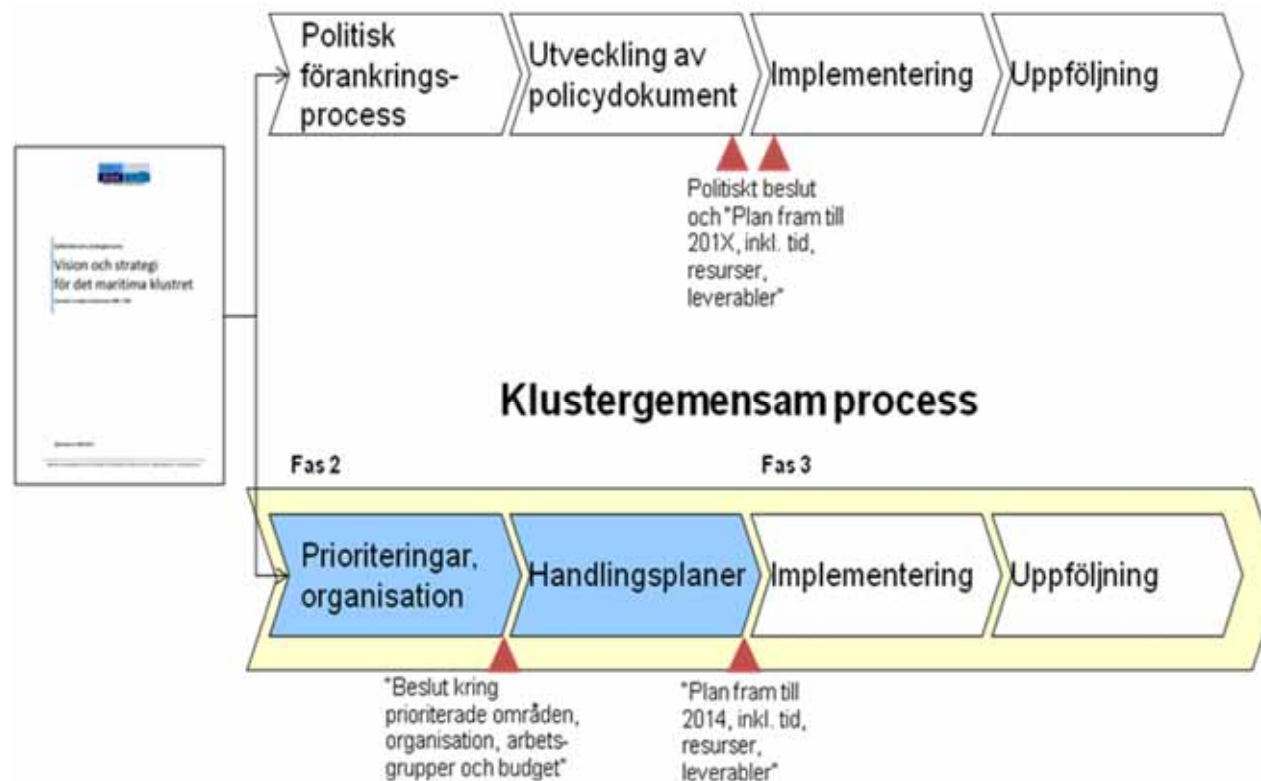 Politisk
förankrings-
process
Utveckling av
policydokument
Implementering
Uppföljning
Politiskt beslut
och "Plan fram till
201X, inkl. tid,
resurser,
leverabler"
Vision och strategi
för det maritima klustret
Klustergemensam process
Fas 2
Fas 3
Prioriteringar,
organisation
Handlingsplaner
Implementering
Uppföljning
"Beslut kring
prioriterade områden,
organisation, arbets-
grupper och budget"
"Plan fram till
2014, inkl. tid,
resurser,
leverabler"